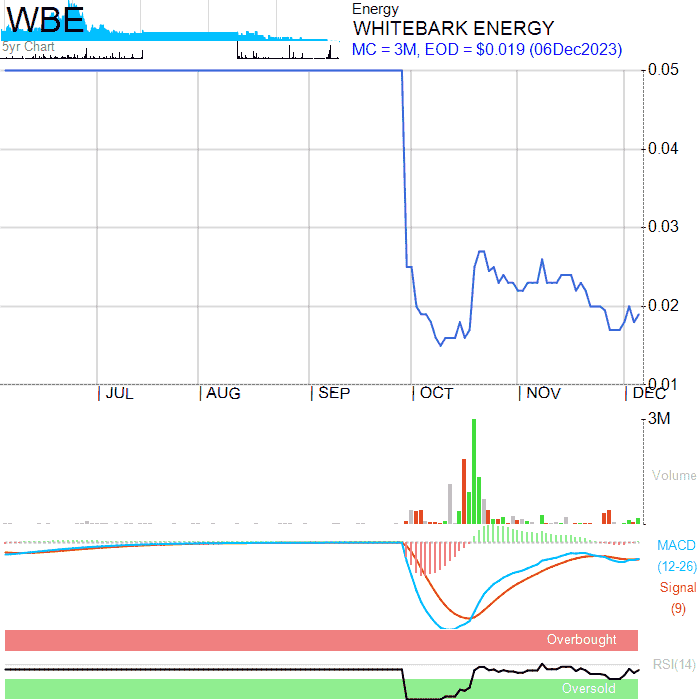 WBE
5yr Chart
Energy
WHITEBARK ENERGY
MC = 3M, EOD = $0.019 (06Dec2023)
0.05
0.04
0.03
0.02
0.01
JUL
AUG
SEP
OCT
NOV
DEC
3M
Volume
MACD
(12-26)
Signal
(9)
Overbought
RSI(14)
Oversold